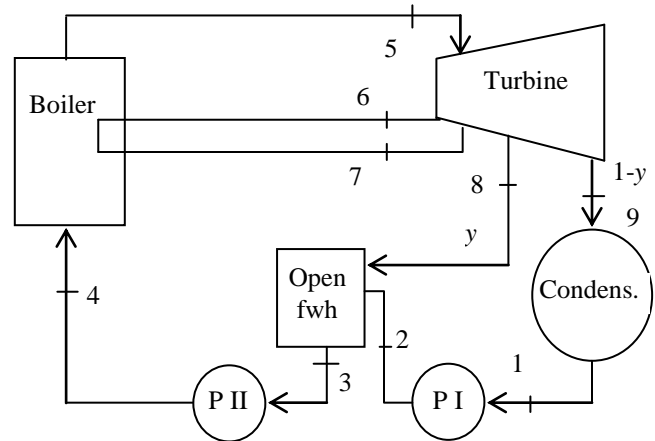 5
Turbine
Boiler
6
7
8
1-y
9
y
Open
fwh
Condens.
4
2
3
1
P II
P I